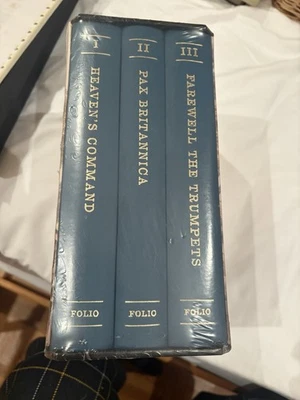 I
HEAVEN'S COMMAND
FOLIO
II
PAX BRITANNICA
FOLIO
III
FAREWELL THE TRUMPETS
FOLIO